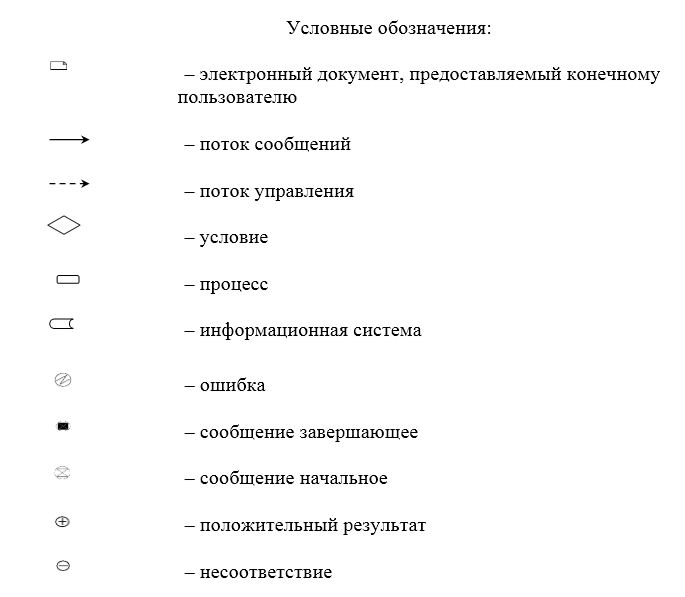 Условные обозначения:
– электронный документ, предоставляемый конечному
пользователю
– поток сообщений
– поток управления
– условие
– процесс
– информационная система
– ошибка
– сообщение завершающее
– сообщение начальное
– положительный результат
– несоответствие